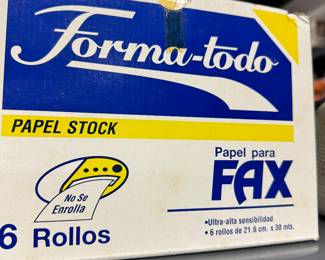 Forma-todo
PAPEL STOCK
Papel para
FAX
No Se
Enrolla
6 Rollos
•Ultra-alta sensibilidad
• 6 rollos de 21.6 cm. x 30 mts.